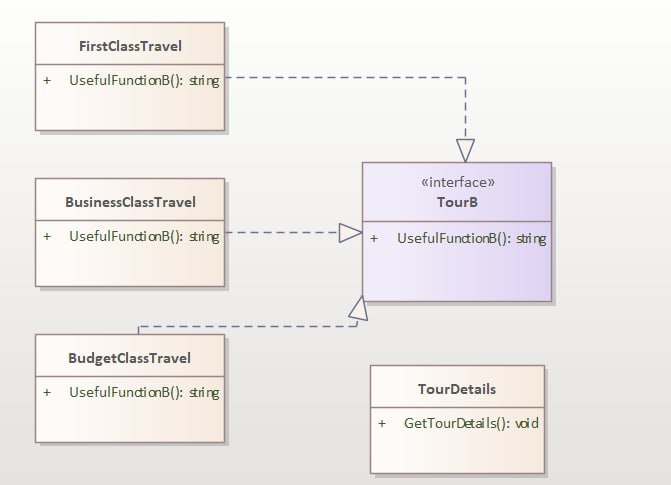 FirstClassTravel
+ UsefulFunctionB(): string
BusinessClassTravel
+ UsefulFunctionB(): string
BudgetClassTravel
+ UsefulFunctionB(): string
«interface»
TourB
+ UsefulFunctionB(): string
TourDetails
+ GetTourDetails(): void